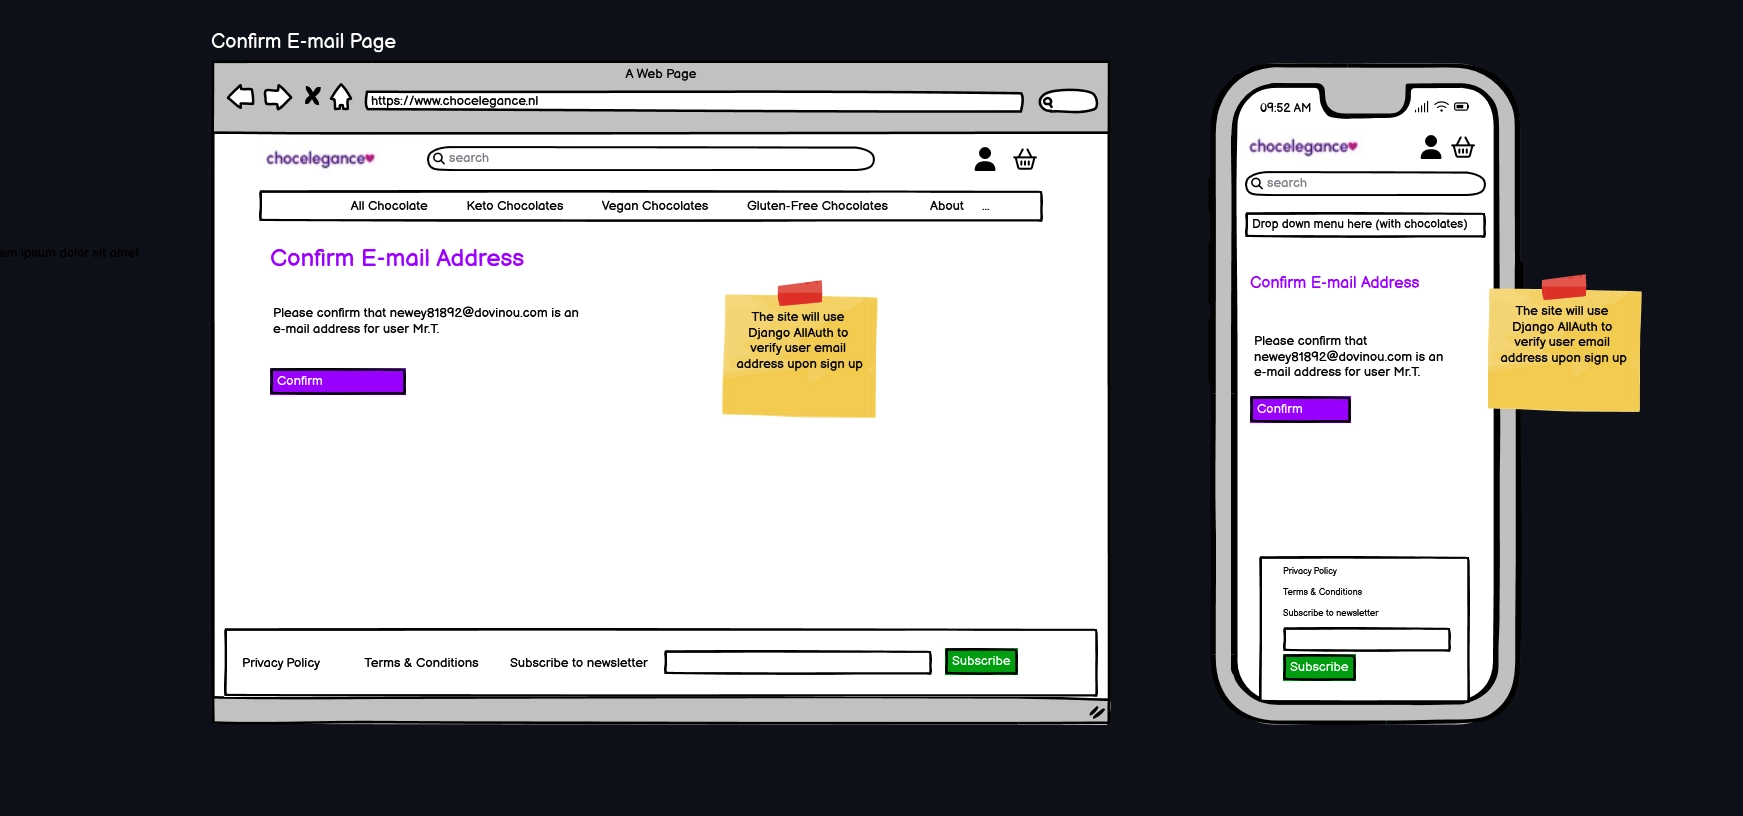 Confirm E-mail Page
A Web Page
https://www.chocelegance.nl
chocelegance
search
All Chocolate Keto Chocolates Vegan Chocolates Gluten-Free Chocolates About ...
em ipsum dolor sit amet
Confirm E-mail Address
Please confirm that newey81892@dovinou.com is an
e-mail address for user Mr.T.
Confirm
The site will use
Django AllAuth to
verify user email
address upon sign up
Privacy Policy Terms & Conditions Subscribe to newsletter Subscribe
09:52 AM
chocelegance
search
Drop down menu here (with chocolates)
Confirm E-mail Address
Please confirm that
newey81892@dovinou.com is an
e-mail address for user Mr.T.
Confirm
The site will use
Django AllAuth to
verify user email
address upon sign up
Privacy Policy
Terms & Conditions
Subscribe to newsletter
Subscribe